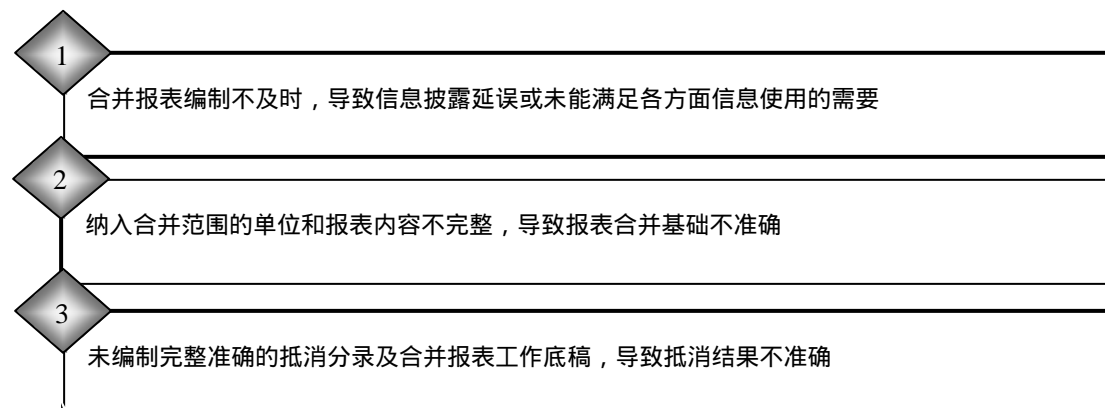 1
合并报表编制不及时，导致信息披露延误或未能满足各方面信息使用的需要
2
纳入合并范围的单位和报表内容不完整，导致报表合并基础不准确
3
未编制完整准确的抵消分录及合并报表工作底稿，导致抵消结果不准确